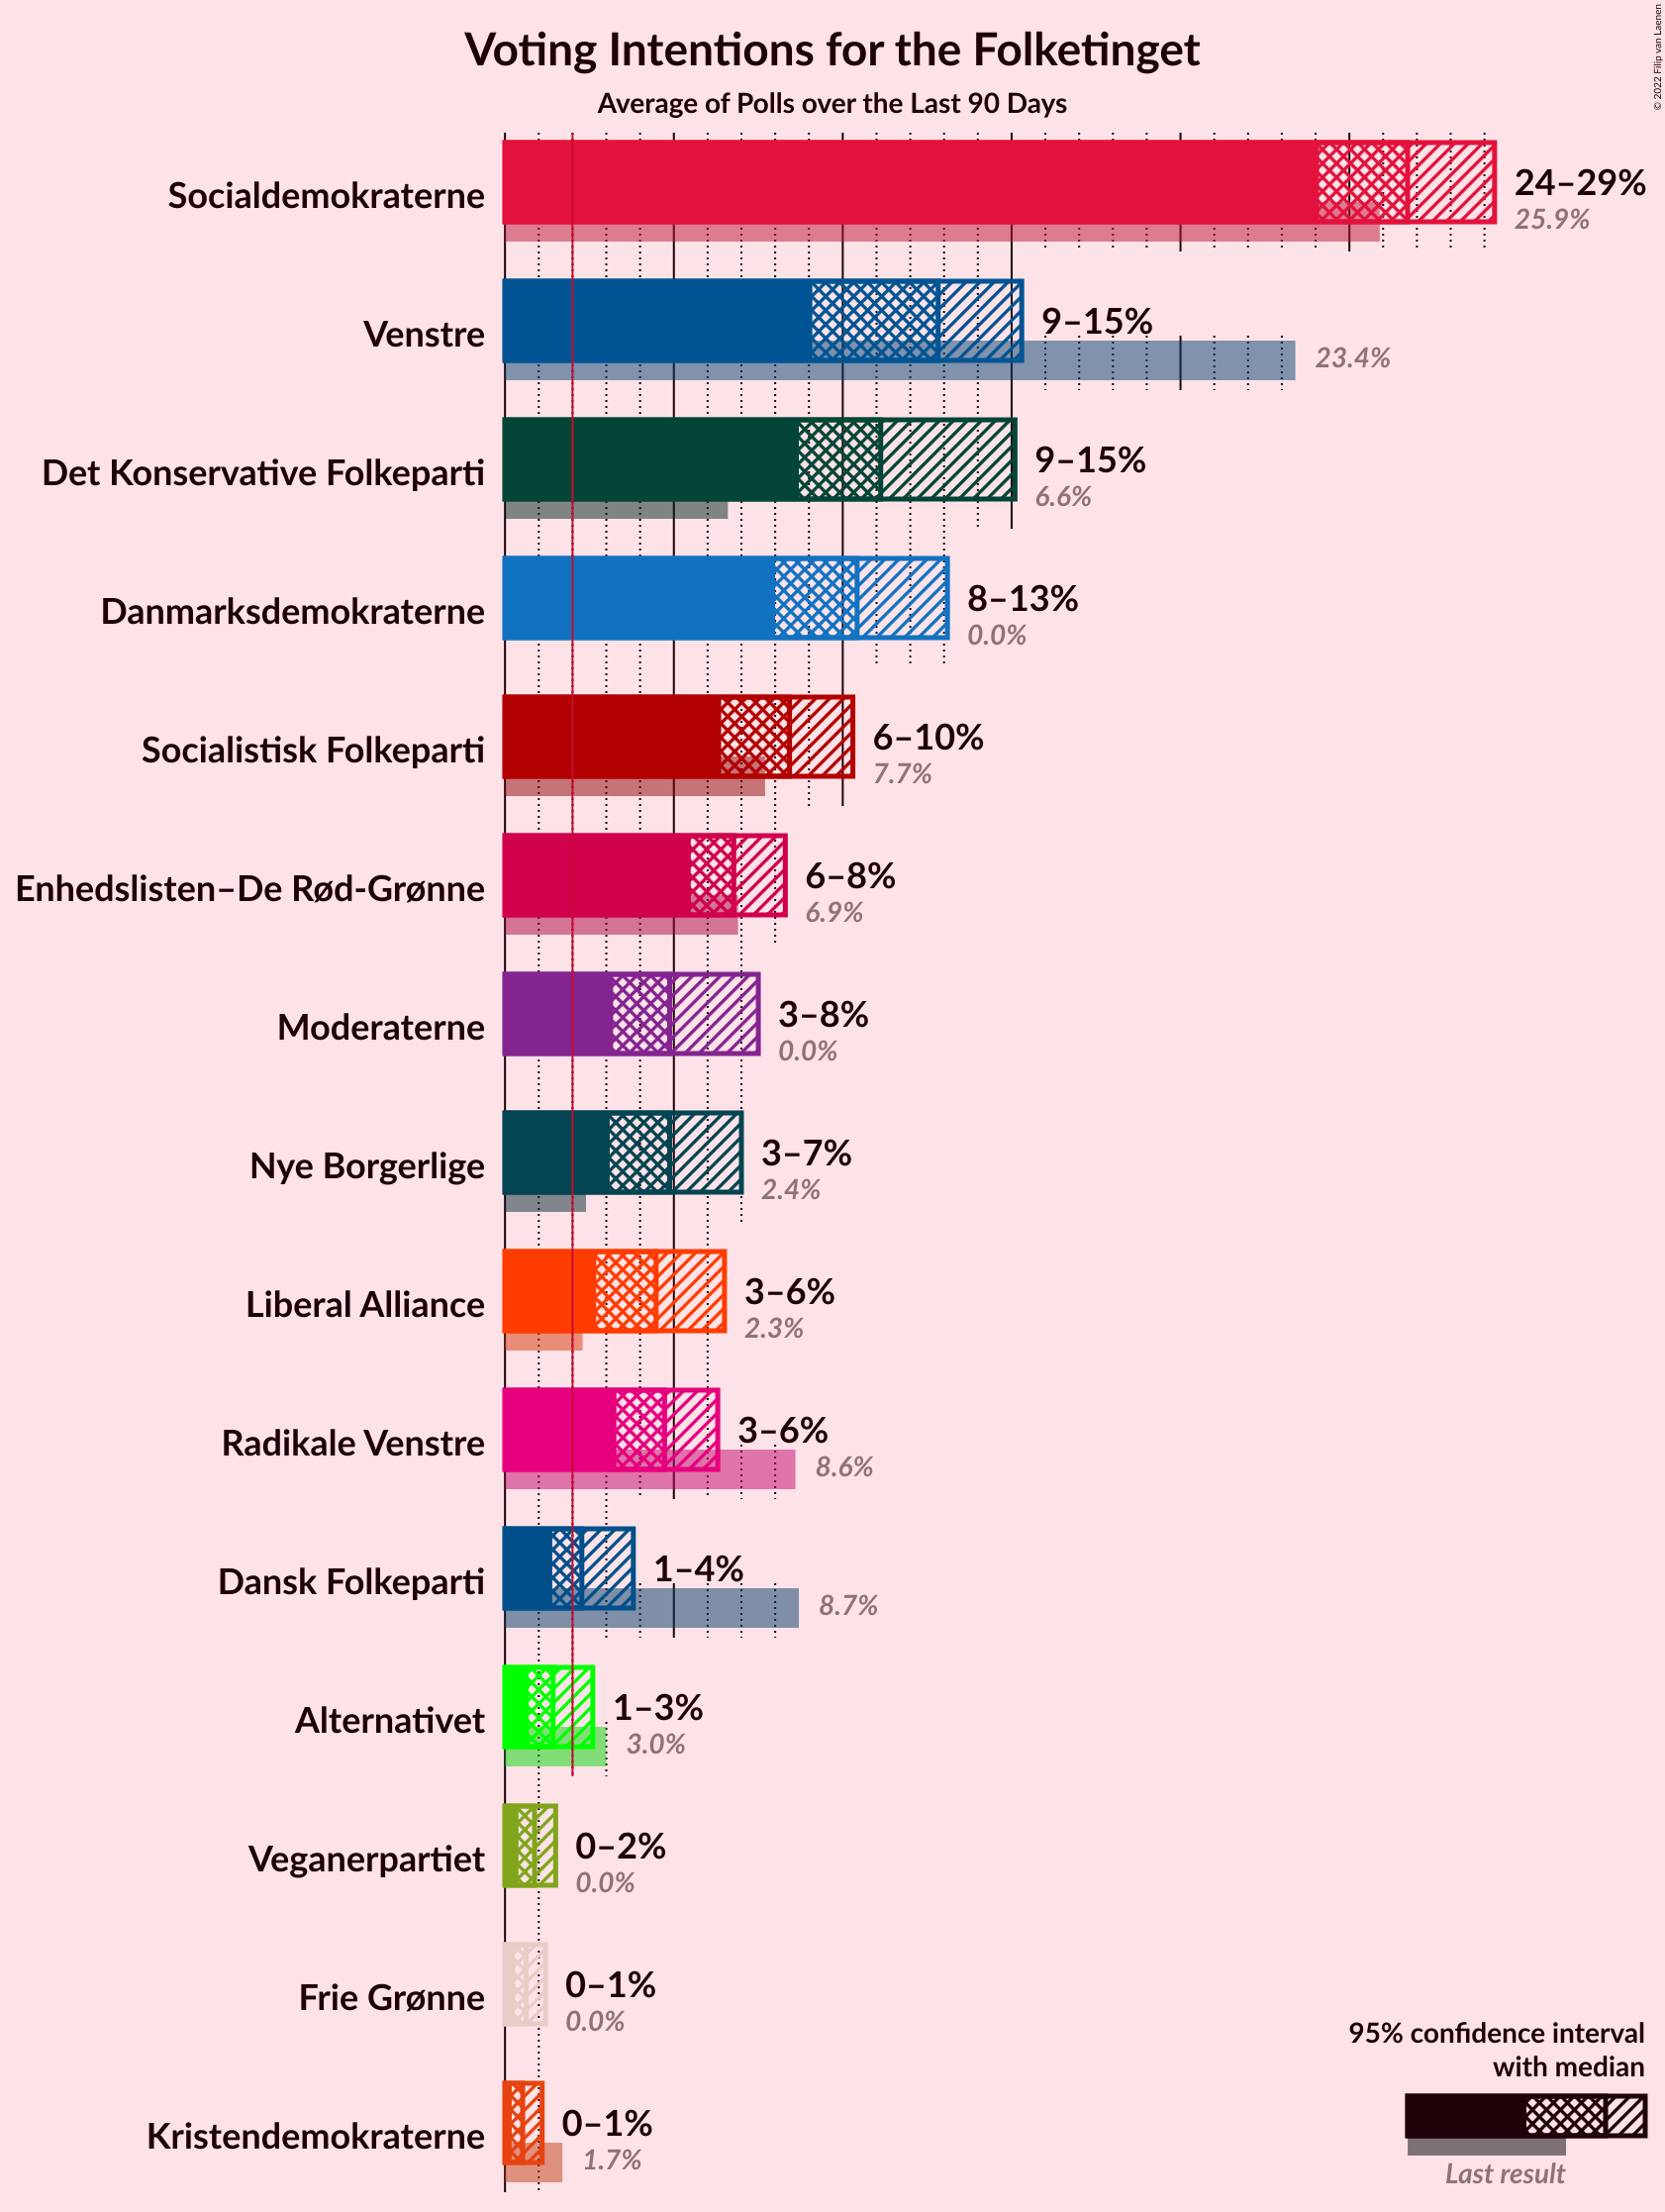 Voting Intentions for the Folketinget
Average of Polls over the Last 90 Days
© 2022 Filip van Laenen
Socialdemokraterne
24–29%
25.9%
Venstre
9–15%
23.4%
Det Konservative Folkeparti
9–15%
6.6%
Danmarksdemokraterne
8–13%
0.0%
Socialistisk Folkeparti
6–10%
7.7%
Enhedslisten–De Rød-Grønne
6–8%
6.9%
Moderaterne
3–8%
0.0%
Nye Borgerlige
3–7%
2.4%
Liberal Alliance
3–6%
2.3%
Radikale Venstre
3–6%
8.6%
Dansk Folkeparti
1–4%
8.7%
Alternativet
1–3%
3.0%
Veganerpartiet
0–2%
0.0%
Frie Grønne
0–1%
0.0%
Kristendemokraterne
0–1%
1.7%
95% confidence interval
with median
Last result